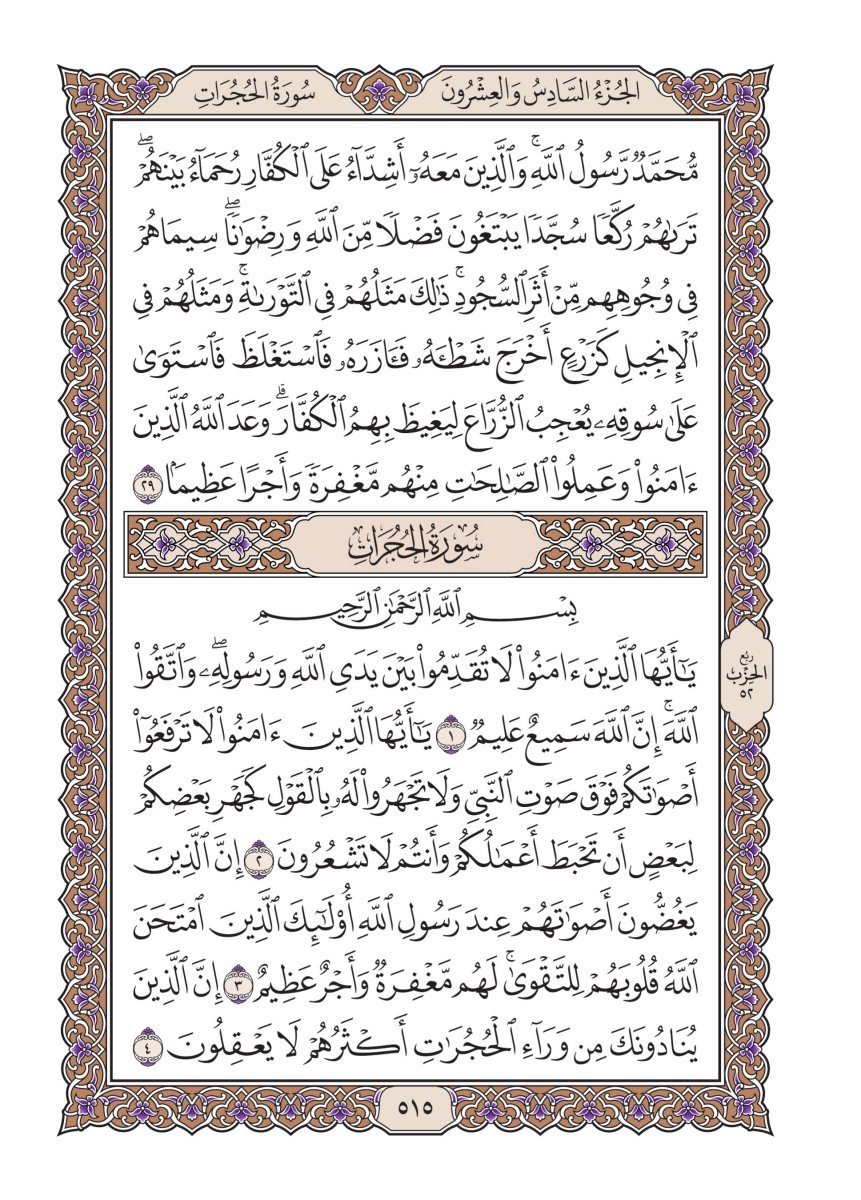 الجُزْءُ السَّادِسُ وَالعِشْرُونَ
سُورَةُ الحُجُرَاتِ
مُّحَمَّدٌ رَّسُولُ ٱللَّهِۚ وَٱلَّذِينَ مَعَهُۥٓ أَشِدَّآءُ عَلَى ٱلۡكُفَّارِ رُحَمَآءُ بَيۡنَهُمۡۖ
تَرَىٰهُمۡ رُكَّعٗا سُجَّدٗا يَبۡتَغُونَ فَضۡلٗا مِّنَ ٱللَّهِ وَرِضۡوَٰنٗاۖ سِيمَاهُمۡ
فِي وُجُوهِهِم مِّنۡ أَثَرِ ٱلسُّجُودِۚ ذَٰلِكَ مَثَلُهُمۡ فِي ٱلتَّوۡرَىٰةِۚ وَمَثَلُهُمۡ فِي
ٱلۡإِنجِيلِ كَزَرۡعٍ أَخۡرَجَ شَطۡـَٔهُۥ فَـَٔازَرَهُۥ فَٱسۡتَغۡلَظَ فَٱسۡتَوَىٰ
عَلَىٰ سُوقِهِۦ يُعۡجِبُ ٱلزُّرَّاعَ لِيَغِيظَ بِهِمُ ٱلۡكُفَّارَۗ وَعَدَ ٱللَّهُ ٱلَّذِينَ
ءَامَنُواْ وَعَمِلُواْ ٱلصَّٰلِحَٰتِ مِنۡهُم مَّغۡفِرَةٗ وَأَجۡرًا عَظِيمَۢا ٢٩
سُورَةُ الحُجُرَاتِ
بِسۡمِ ٱللَّهِ ٱلرَّحۡمَٰنِ ٱلرَّحِيمِ
يَٰٓأَيُّهَا ٱلَّذِينَ ءَامَنُواْ لَا تُقَدِّمُواْ بَيۡنَ يَدَيِ ٱللَّهِ وَرَسُولِهِۦۖ وَٱتَّقُواْ
ٱللَّهَۚ إِنَّ ٱللَّهَ سَمِيعٌ عَلِيمٞ ١ يَٰٓأَيُّهَا ٱلَّذِينَ ءَامَنُواْ لَا تَرۡفَعُوٓاْ
أَصۡوَٰتَكُمۡ فَوۡقَ صَوۡتِ ٱلنَّبِيِّ وَلَا تَجۡهَرُواْ لَهُۥ بِٱلۡقَوۡلِ كَجَهۡرِ بَعۡضِكُمۡ
لِبَعۡضٍ أَن تَحۡبَطَ أَعۡمَٰلُكُمۡ وَأَنتُمۡ لَا تَشۡعُرُونَ ٢ إِنَّ ٱلَّذِينَ
يَغُضُّونَ أَصۡوَٰتَهُمۡ عِندَ رَسُولِ ٱللَّهِ أُوْلَٰٓئِكَ ٱلَّذِينَ ٱمۡتَحَنَ
ٱللَّهُ قُلُوبَهُمۡ لِلتَّقۡوَىٰۚ لَهُم مَّغۡفِرَةٞ وَأَجۡرٌ عَظِيمٌ ٣ إِنَّ ٱلَّذِينَ
يُنَادُونَكَ مِن وَرَآءِ ٱلۡحُجُرَٰتِ أَكۡثَرُهُمۡ لَا يَعۡقِلُونَ ٤
ربع
الحِزْب
٥٢
٥١٥